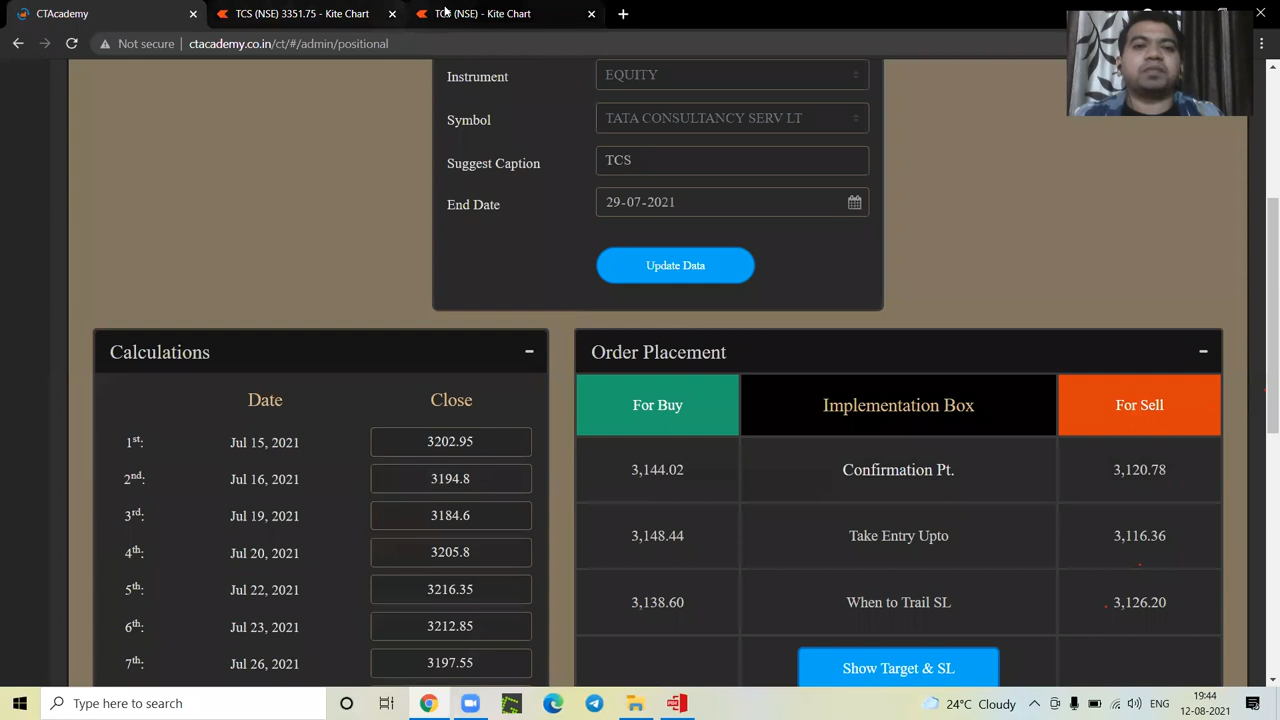 CTAcademy
TCS (NSE) 3351.75 - Kite Chart
TCS (NSE) - Kite Chart
Not secure
ctacademy.co.in/ct/#/admin/positional
Instrument
EQUITY
Symbol
TATA CONSULTANCY SERV LT
Suggest Caption
TCS
End Date
29-07-2021
Update Data
Calculations
Date Close
1st: Jul 15, 2021 3202.95
2nd: Jul 16, 2021 3194.8
3rd: Jul 19, 2021 3184.6
4th: Jul 20, 2021 3205.8
5th: Jul 22, 2021 3216.35
6th: Jul 23, 2021 3212.85
7th: Jul 26, 2021 3197.55
Order Placement
For Buy Implementation Box For Sell
3,144.02 Confirmation Pt. 3,120.78
3,148.44 Take Entry Upto 3,116.36
3,138.60 When to Trail SL 3,126.20
Show Target & SL
Type here to search
24°C Cloudy
19:44
12-08-2021